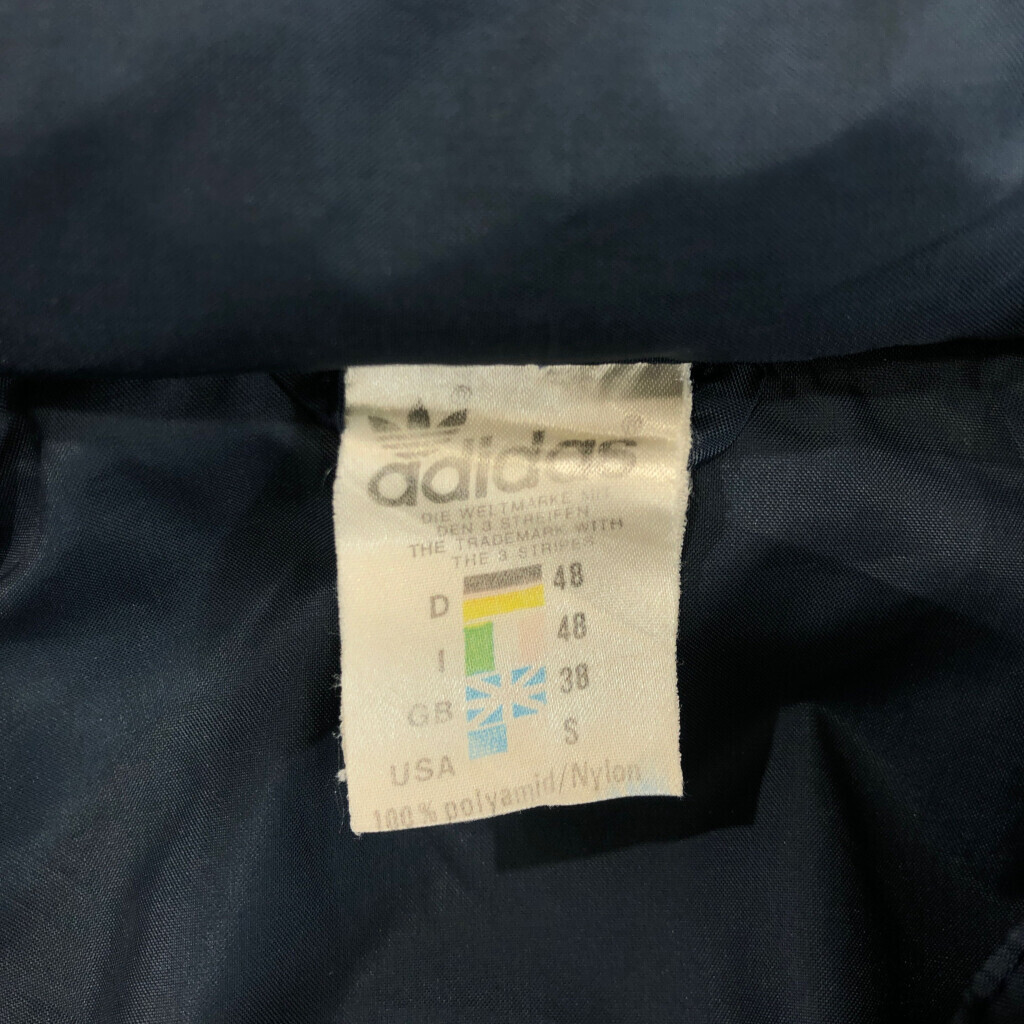 adidas®
DIE WELTMARKE MIT
DEN 3 STREIFEN
THE TRADEMARK WITH
THE 3 STRIPES
D 48
I 48
GB 38
USA S
100% polyamid/Nylon